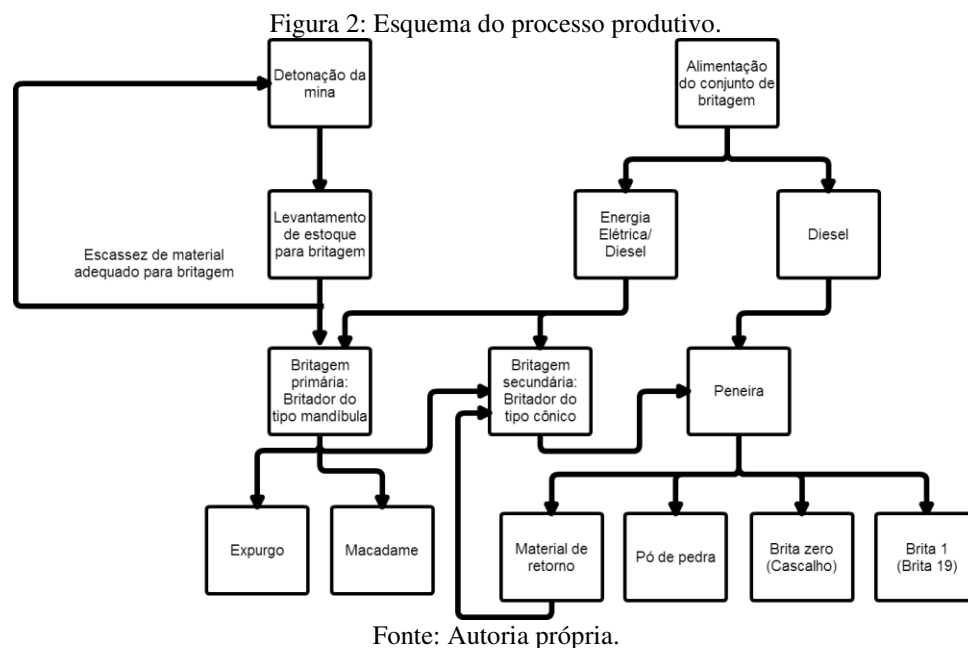 Figura 2: Esquema do processo produtivo.
Detonação da
mina
Alimentação
do conjunto de
britagem
Levantamento
de estoque
para britagem
Energia
Elétrica/
Diesel
Diesel
Escassez de material
adequado para britagem
Britagem
primária:
Britador do
tipo mandíbula
Britagem
secundária:
Britador do
tipo cônico
Peneira
Expurgo
Macadame
Material de
retorno
Pó de pedra
Brita zero
(Cascalho)
Brita 1
(Brita 19)
Fonte: Autoria própria.